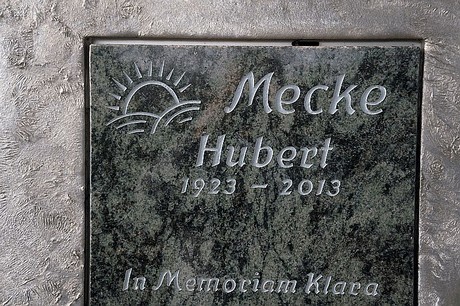 Mecke
Hubert
1923 – 2013
In Memoriam Klara